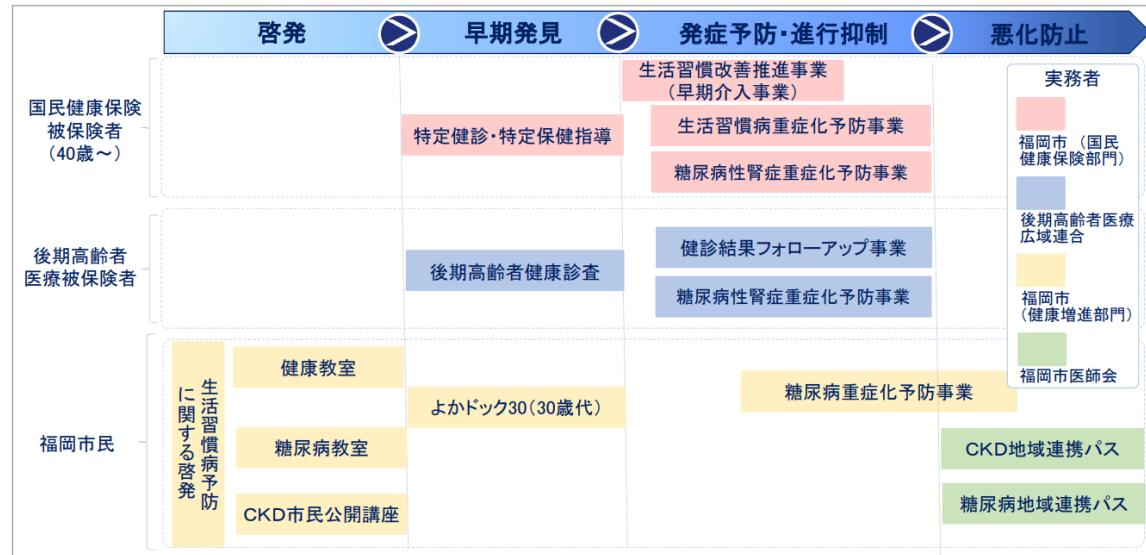 啓発
早期発見
発症予防・進行抑制
悪化防止
国民健康保険
被保険者
（40歳～）
特定健診・特定保健指導
生活習慣改善推進事業
（早期介入事業）
生活習慣病重症化予防事業
糖尿病性腎症重症化予防事業
後期高齢者
医療被保険者
後期高齢者健康診査
健診結果フォローアップ事業
糖尿病性腎症重症化予防事業
福岡市民
生活習慣病予防
に関する啓発
健康教室
糖尿病教室
CKD市民公開講座
よかドック30（30歳代）
糖尿病重症化予防事業
CKD地域連携パス
糖尿病地域連携パス
実務者
福岡市（国民
健康保険部門）
後期高齢者医療
広域連合
福岡市
（健康増進部門）
福岡市医師会